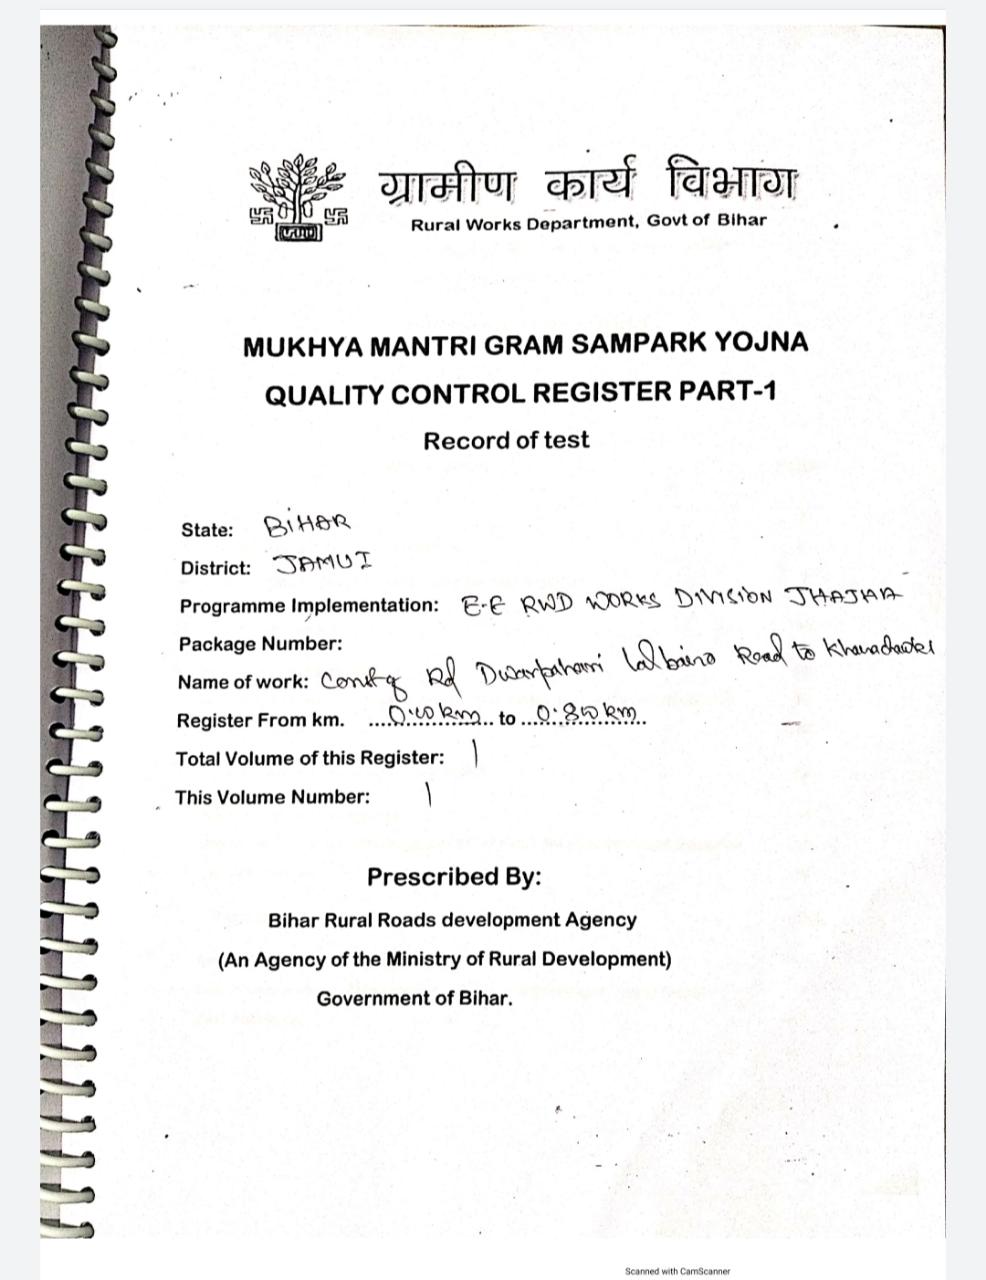 ग्रामीण कार्य विभाग
Rural Works Department, Govt of Bihar
MUKHYA MANTRI GRAM SAMPARK YOJNA
QUALITY CONTROL REGISTER PART-1
Record of test
State: BiHAR
District: JAMUI
Programme Implementation: E-E RWD WORKS DIVISION JHAJHA
Package Number:
Name of work: Rd Road to
Register From km. ....0.00 km.. to ...0.80 km..
Total Volume of this Register: 1
This Volume Number: 1
Prescribed By:
Bihar Rural Roads development Agency
(An Agency of the Ministry of Rural Development)
Government of Bihar.
Scanned with CamScanner